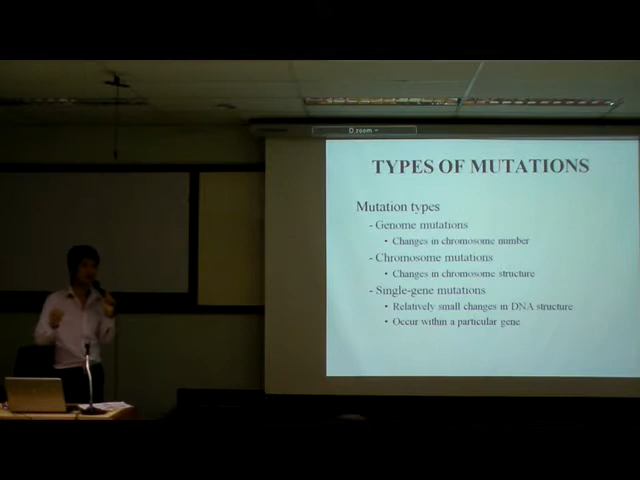 D.room
TYPES OF MUTATIONS
Mutation types
- Genome mutations
• Changes in chromosome number
- Chromosome mutations
• Changes in chromosome structure
- Single-gene mutations
• Relatively small changes in DNA structure
• Occur within a particular gene